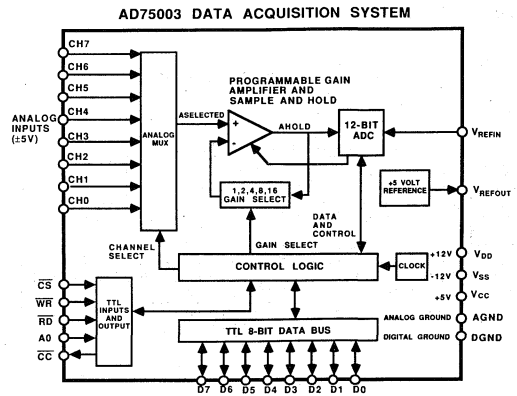 AD75003 DATA ACQUISITION SYSTEM
CH7
CH6
CH5
CH4
CH3
CH2
CH1
CH0
ANALOG
INPUTS
(±5V)
ANALOG
MUX
ASELECTED
PROGRAMMABLE GAIN
AMPLIFIER AND
SAMPLE AND HOLD
+
-
AHOLD
12-BIT
ADC
VREFIN
1,2,4,8,16
GAIN SELECT
+5 VOLT
REFERENCE
VREFOUT
DATA
AND
CONTROL
GAIN SELECT
CHANNEL
SELECT
CONTROL LOGIC
CLOCK
+12V VDD
-12V VSS
+5V VCC
ANALOG GROUND AGND
DIGITAL GROUND DGND
C̅S̅
W̅R̅
R̅D̅
A0
C̅C̅
TTL
INPUTS
AND
OUTPUT
TTL 8-BIT DATA BUS
D7 D6 D5 D4 D3 D2 D1 D0